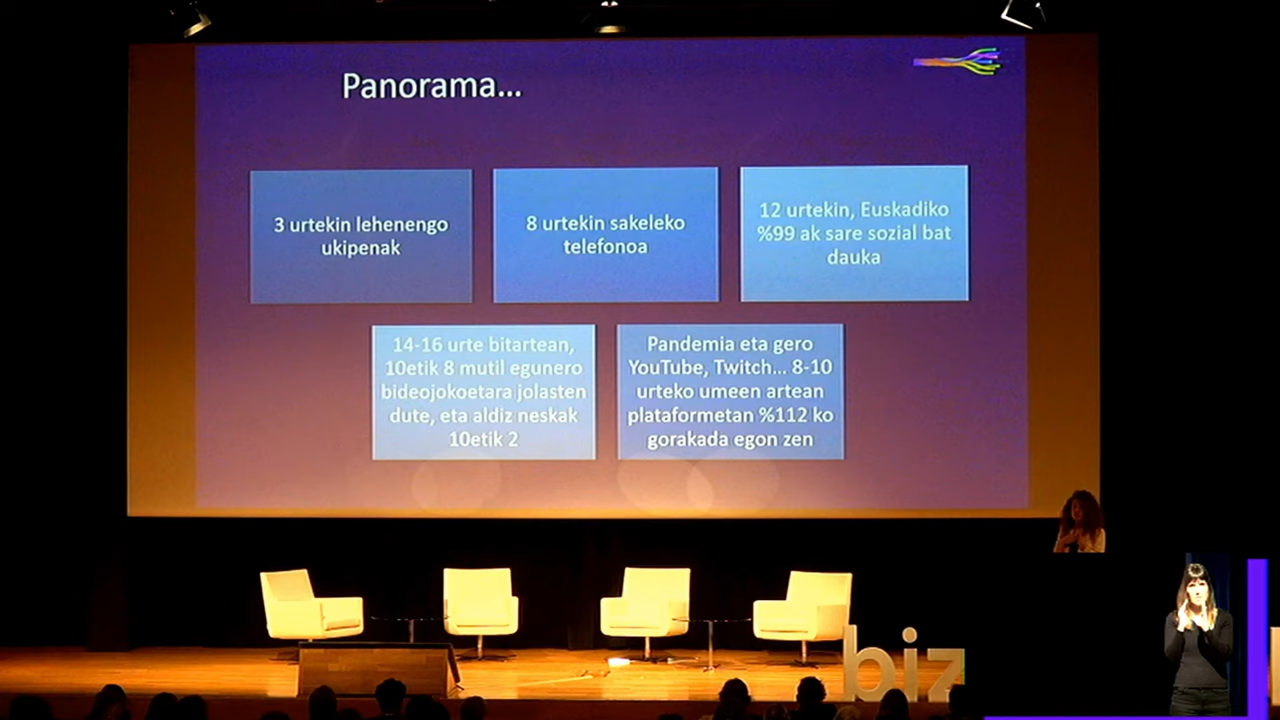 Panorama...
3 urtekin lehenengo
ukipenak
8 urtekin sakeleko
telefonoa
12 urtekin, Euskadiko
%99 ak sare sozial bat
dauka
14-16 urte bitartean,
10etik 8 mutil egunero
bideojokoetara jolasten
dute, eta aldiz neskak
10etik 2
Pandemia eta gero
YouTube, Twitch... 8-10
urteko umeen artean
plataformetan %112 ko
gorakada egon zen
biz